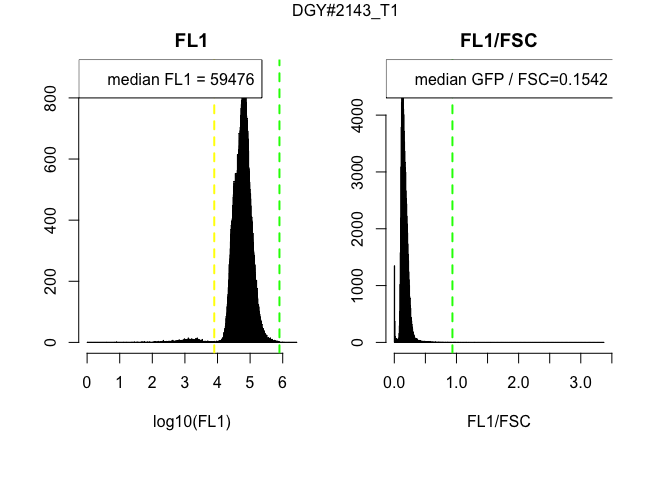 DGY#2143_T1
FL1
median FL1 = 59476
0 200 400 600 800
0 1 2 3 4 5 6
log10(FL1)
FL1/FSC
median GFP / FSC=0.1542
0 1000 2000 3000 4000
0.0 1.0 2.0 3.0
FL1/FSC